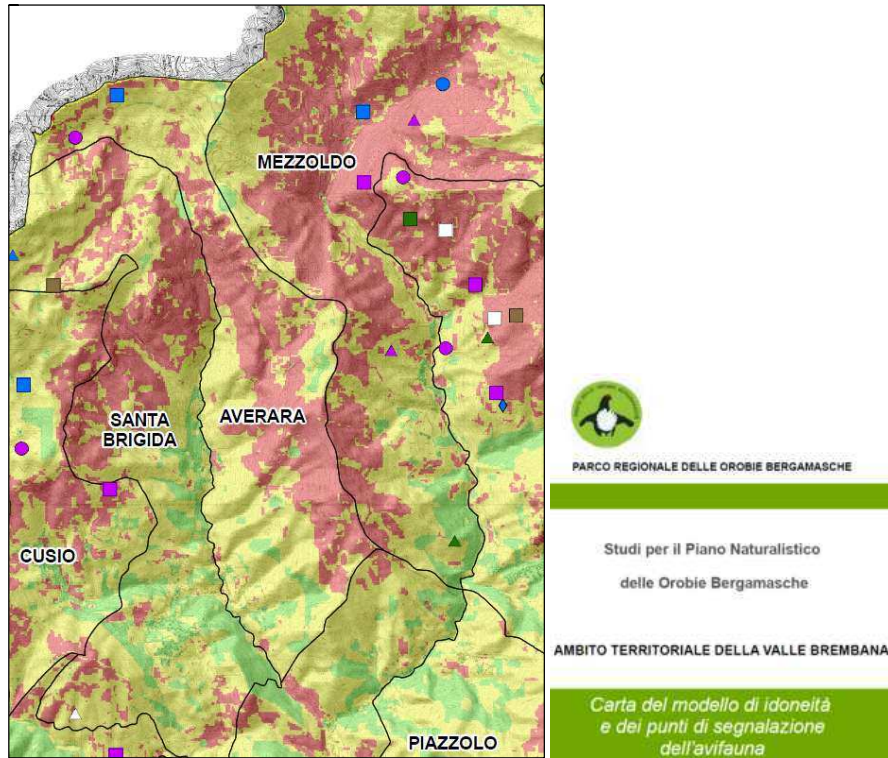 MEZZOLDO
SANTA
BRIGIDA
AVERARA
CUSIO
PIAZZOLO
PARCO REGIONALE DELLE OROBIE BERGAMASCHE
Studi per il Piano Naturalistico
delle Orobie Bergamasche
AMBITO TERRITORIALE DELLA VALLE BREMBANA
Carta del modello di idoneità
e dei punti di segnalazione
dell'avifauna